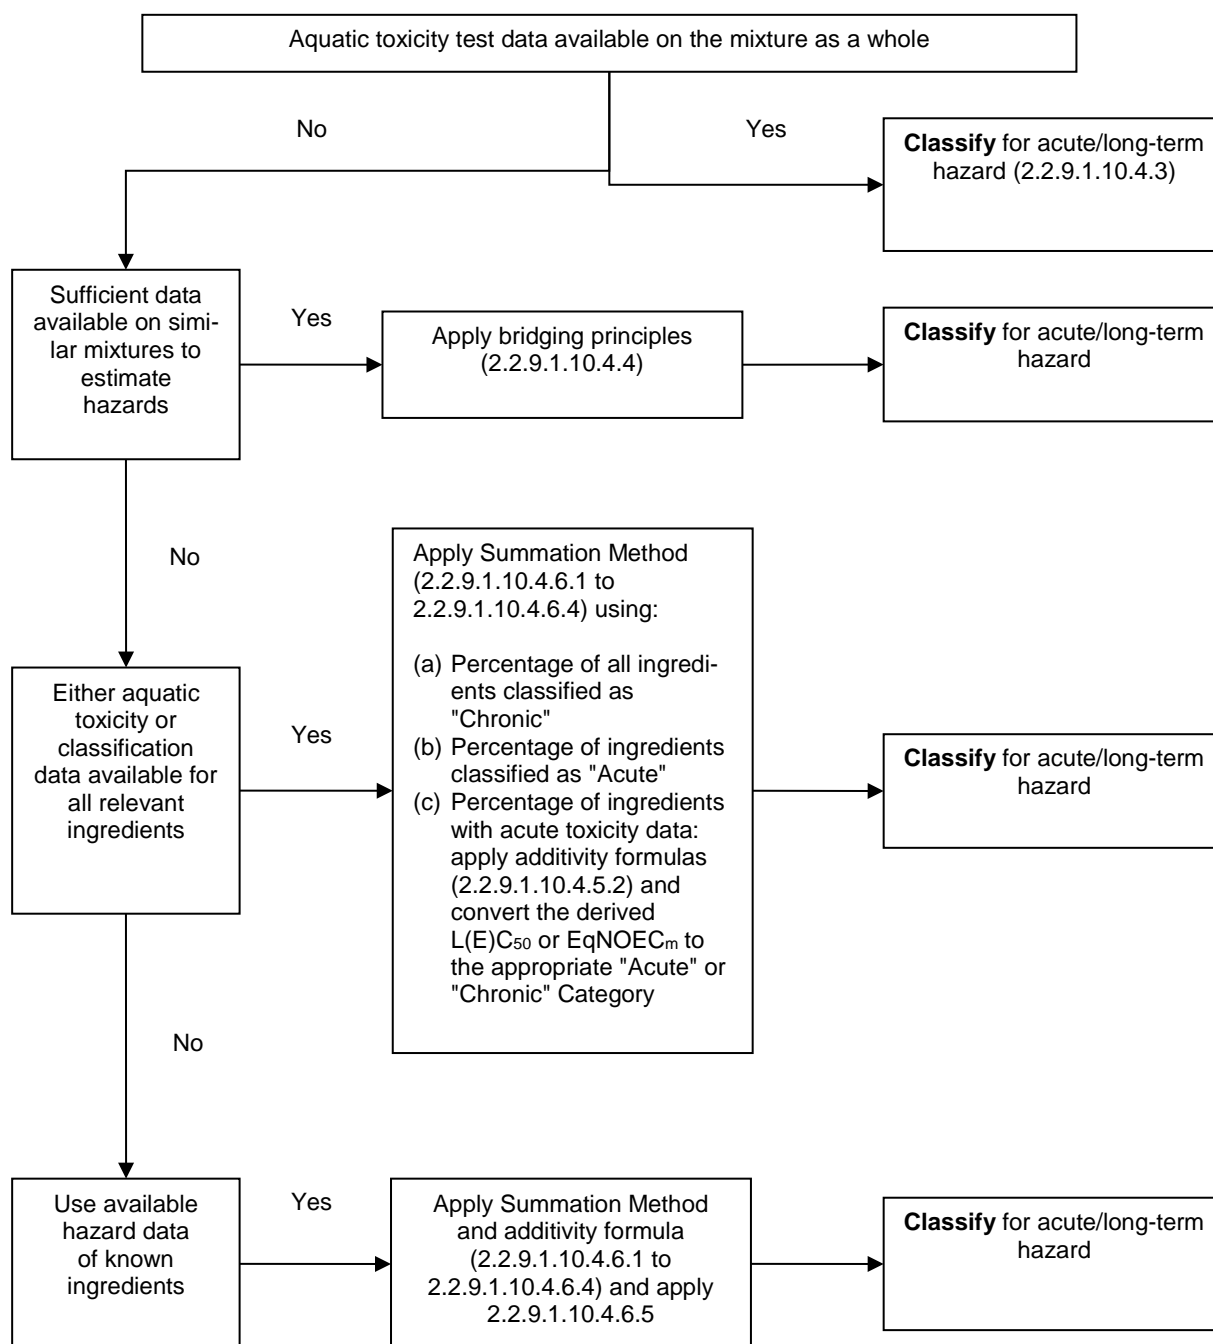 Aquatic toxicity test data available on the mixture as a whole
No
Yes
Classify for acute/long-term
hazard (2.2.9.1.10.4.3)
Sufficient data
available on simi-
lar mixtures to
estimate
hazards
Yes
Apply bridging principles
(2.2.9.1.10.4.4)
Classify for acute/long-term
hazard
No
Either aquatic
toxicity or
classification
data available for
all relevant
ingredients
Yes
Apply Summation Method
(2.2.9.1.10.4.6.1 to
2.2.9.1.10.4.6.4) using:
(a) Percentage of all ingredi-
ents classified as
"Chronic"
(b) Percentage of ingredients
classified as "Acute"
(c) Percentage of ingredients
with acute toxicity data:
apply additivity formulas
(2.2.9.1.10.4.5.2) and
convert the derived
L(E)C50 or EqNOECm to
the appropriate "Acute" or
"Chronic" Category
Classify for acute/long-term
hazard
No
Use available
hazard data
of known
ingredients
Yes
Apply Summation Method
and additivity formula
(2.2.9.1.10.4.6.1 to
2.2.9.1.10.4.6.4) and apply
2.2.9.1.10.4.6.5
Classify for acute/long-term
hazard